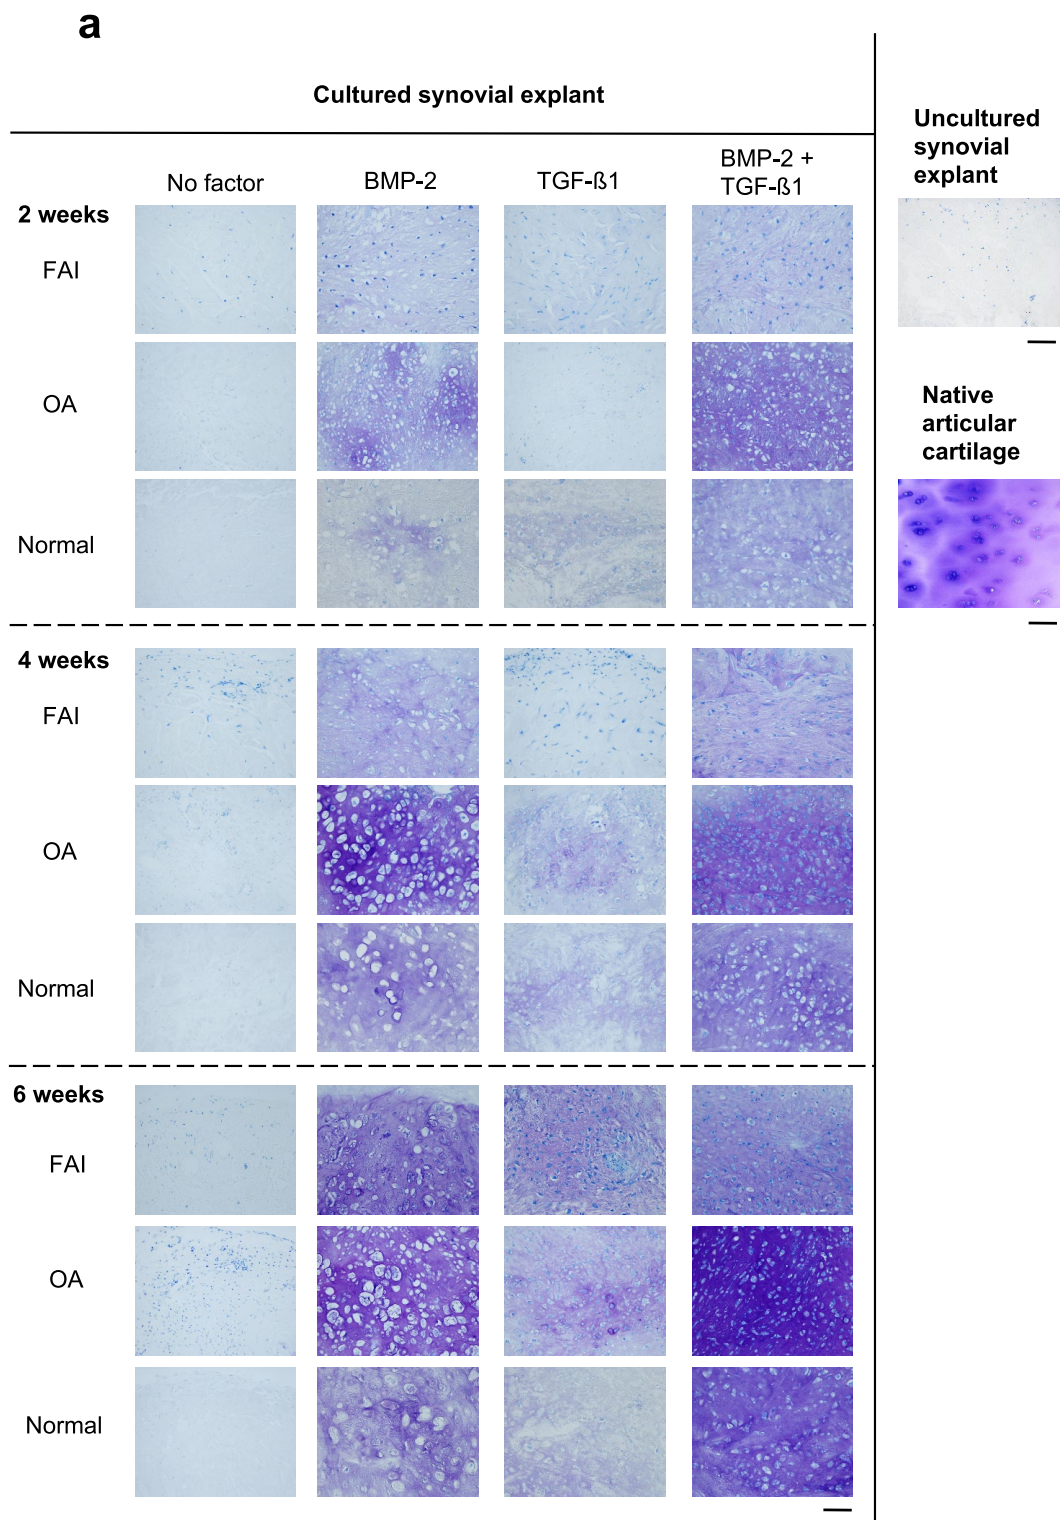 a
Cultured synovial explant
No factor
BMP-2
TGF-ß1
BMP-2 +
TGF-ß1
2 weeks
FAI
OA
Normal
4 weeks
FAI
OA
Normal
6 weeks
FAI
OA
Normal
Uncultured
synovial
explant
Native
articular
cartilage